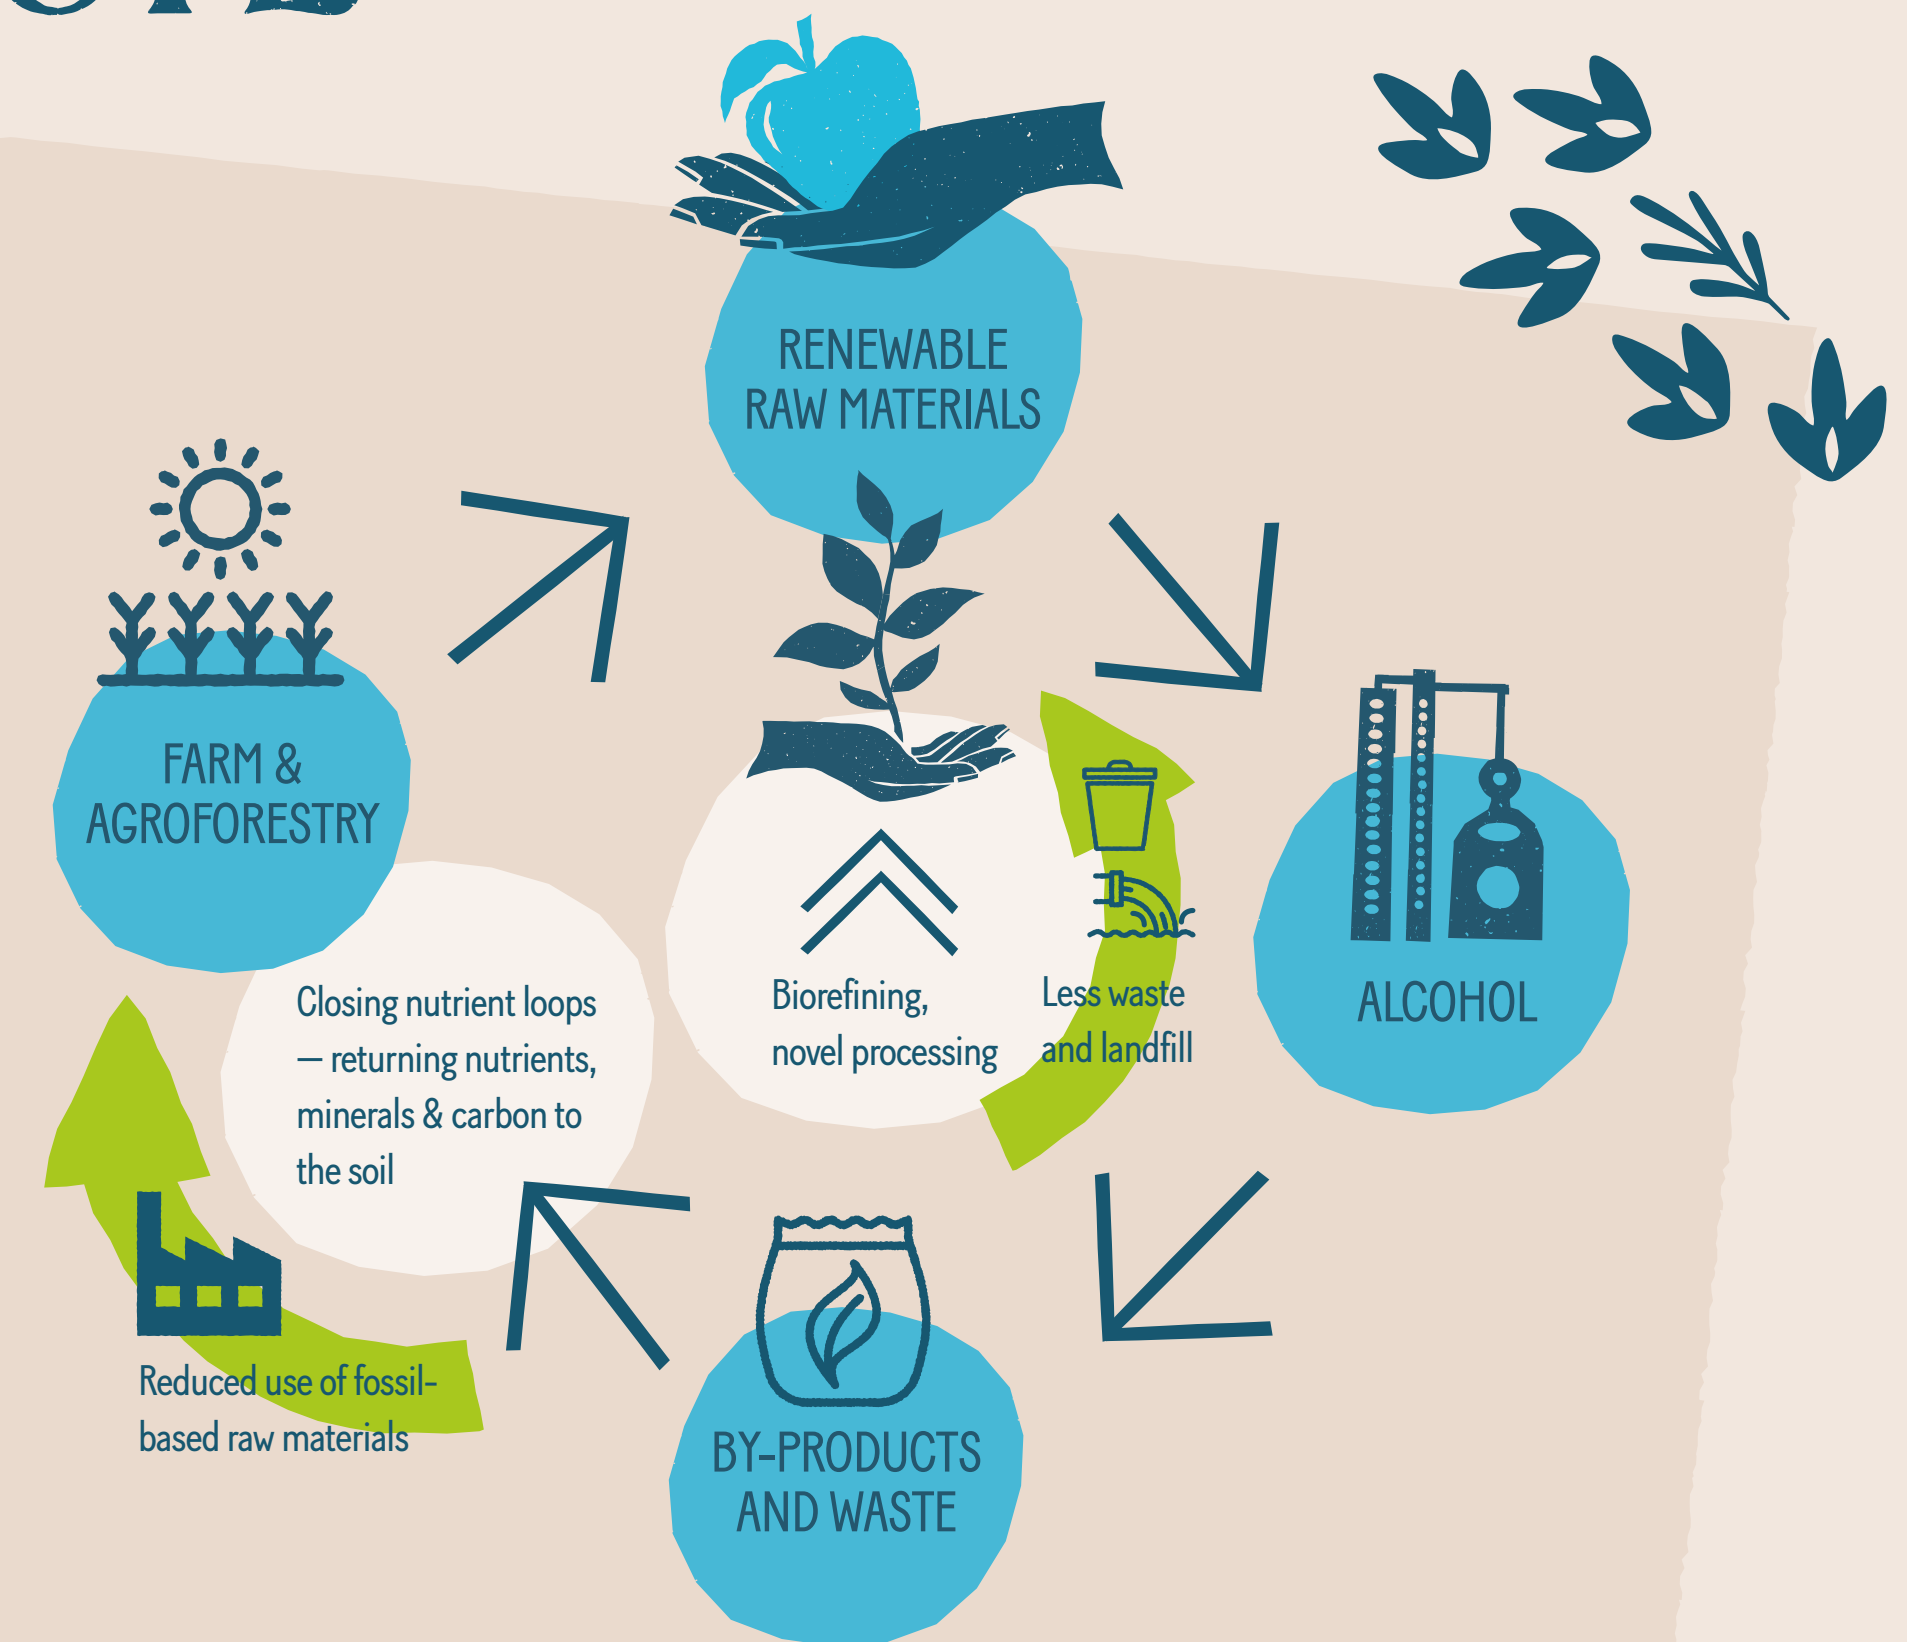 RENEWABLE
RAW MATERIALS
FARM &
AGROFORESTRY
ALCOHOL
Closing nutrient loops
— returning nutrients,
minerals & carbon to
the soil
Biorefining,
novel processing
Less waste
and landfill
Reduced use of fossil-
based raw materials
BY-PRODUCTS
AND WASTE